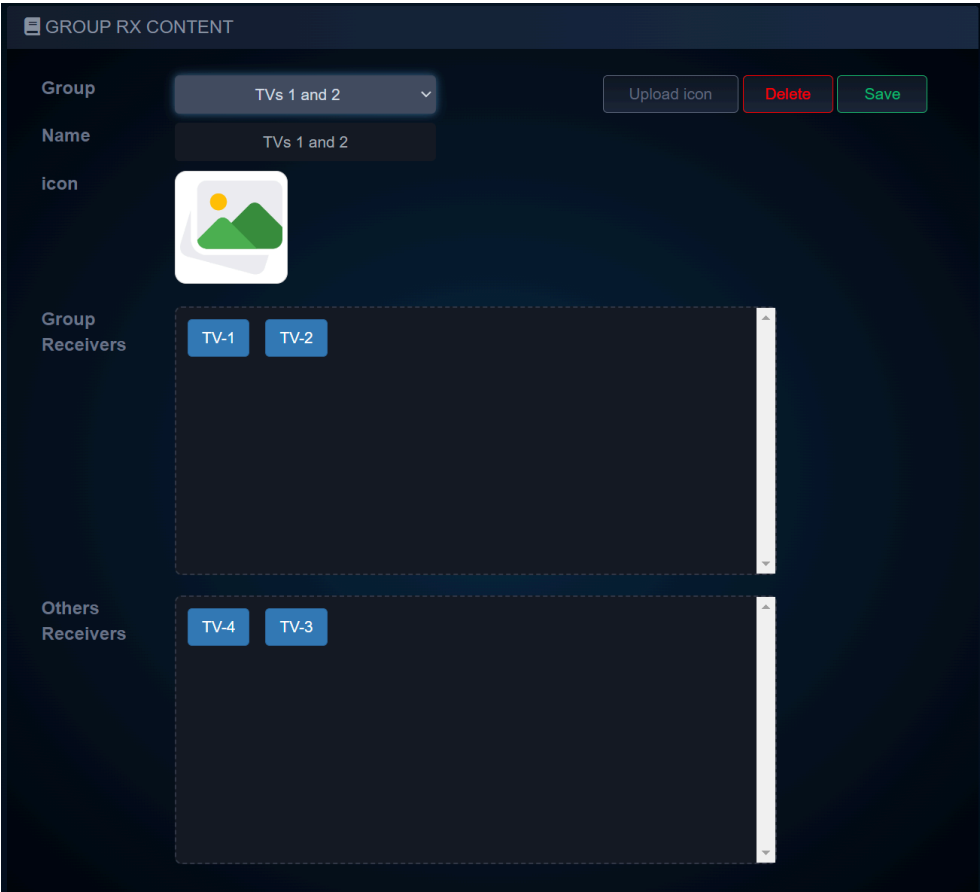 GROUP RX CONTENT
Group
TVs 1 and 2
Upload icon
Delete
Save
Name
TVs 1 and 2
icon
Group
Receivers
TV-1
TV-2
Others
Receivers
TV-4
TV-3